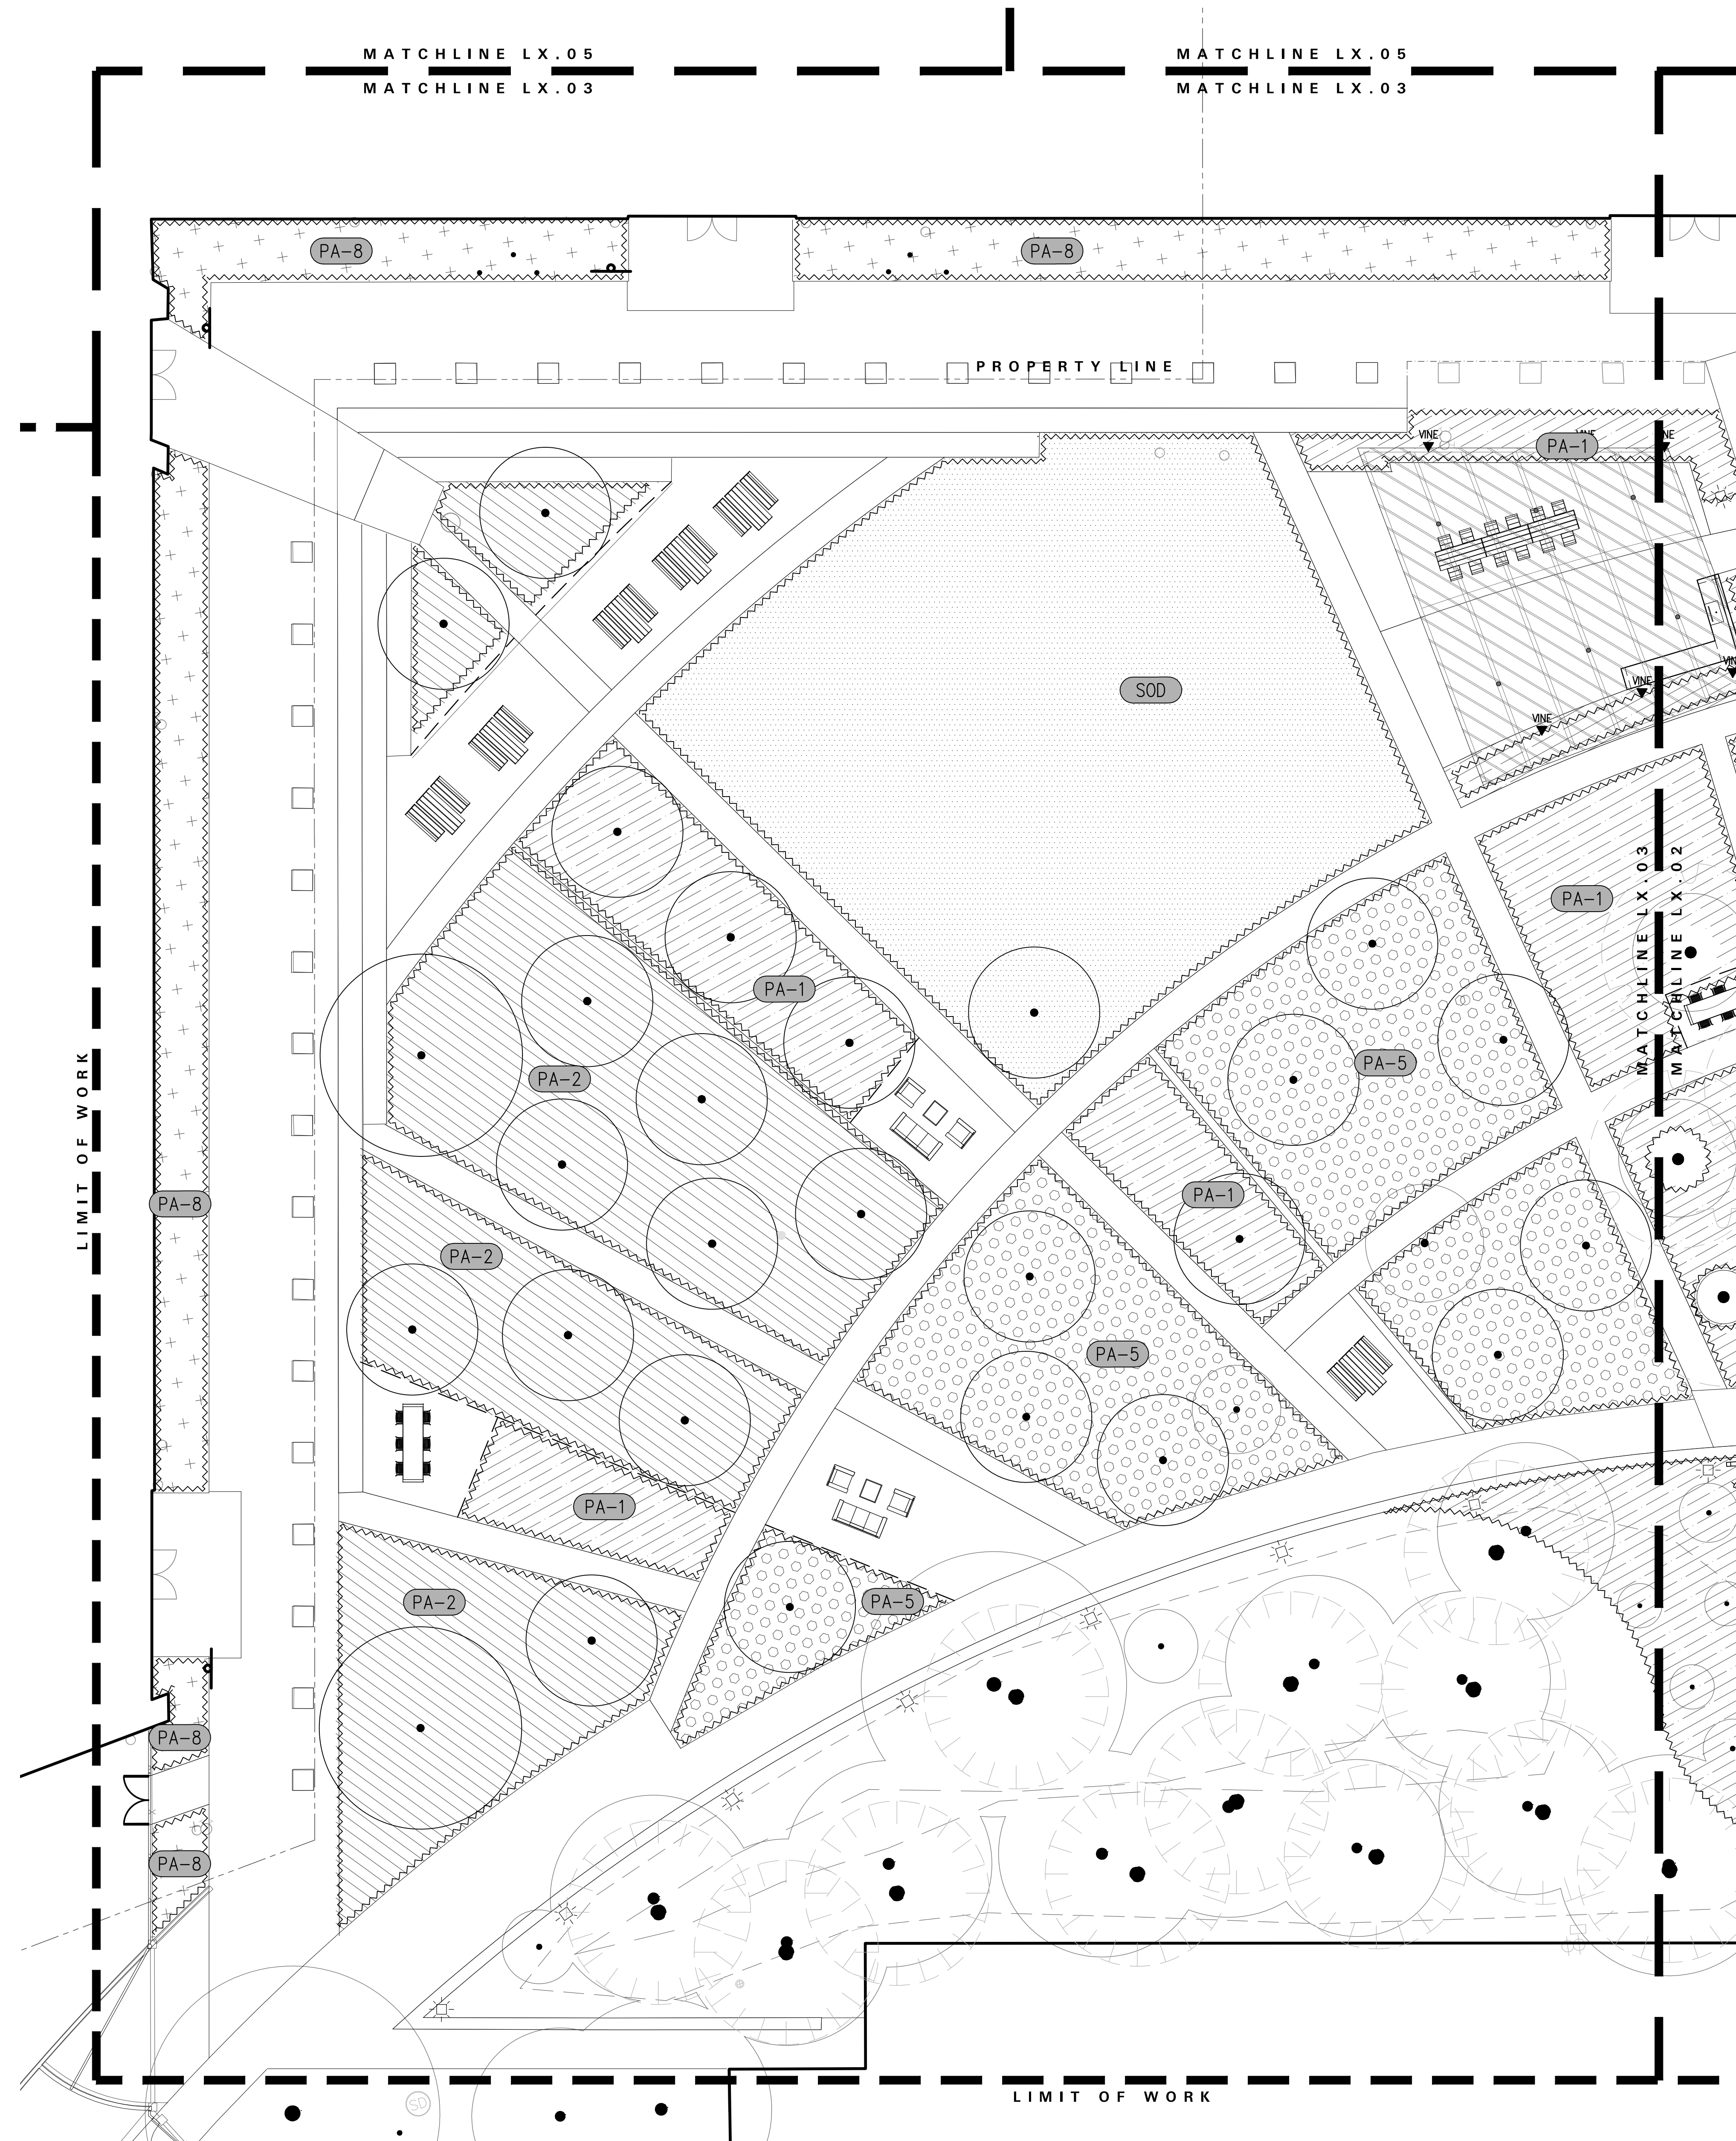 MATCHLINE LX.05
MATCHLINE LX.05
MATCHLINE LX.03
MATCHLINE LX.03
PA-8
PA-8
PROPERTY LINE
VINE
VINE
VINE
PA-1
VINE
VINE
VINE
SOD
PA-1
MATCHLINE LX.03
MATCHLINE LX.02
PA-1
PA-5
PA-2
LIMIT OF WORK
PA-8
PA-1
PA-2
PA-5
PA-1
PA-2
PA-5
PA-8
PA-8
LIMIT OF WORK
SD